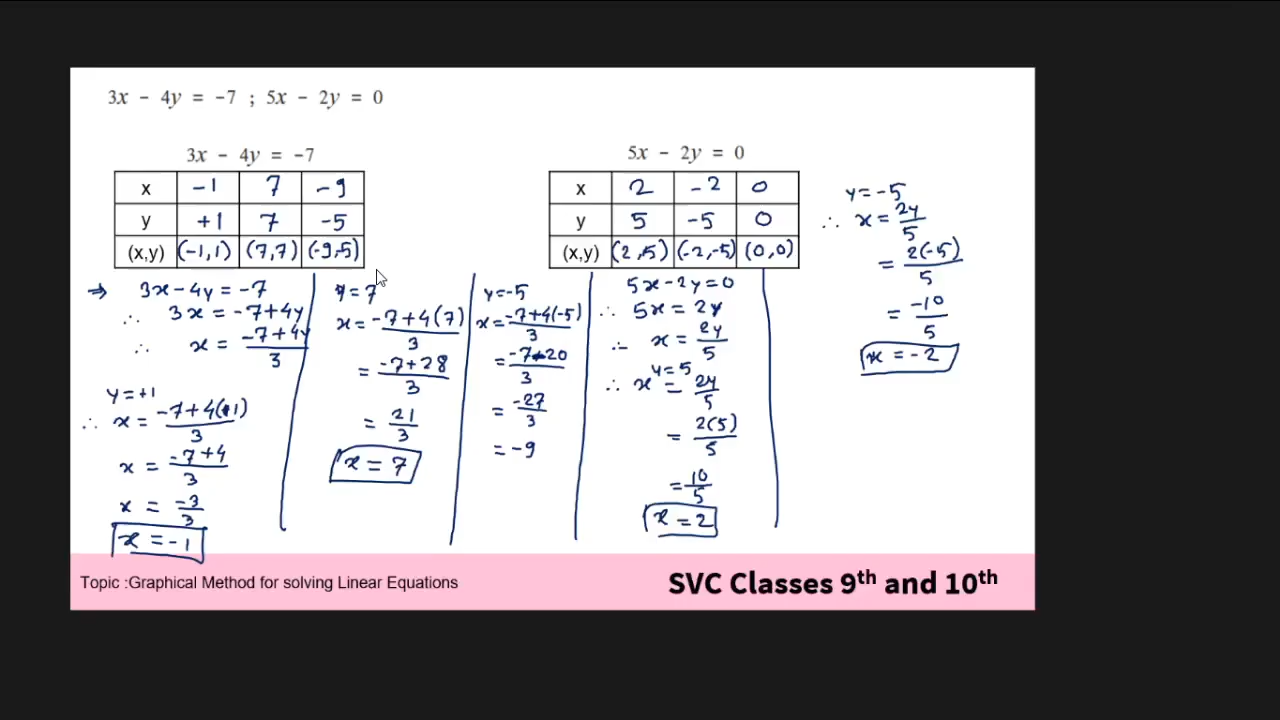 3x - 4y = -7 ; 5x - 2y = 0
3x - 4y = -7
x -1 7 -9
y +1 7 -5
(x,y) (-1,1) (7,7) (-9,5)
⇒ 3x-4y = -7
∴ 3x = -7+4y
∴ x = -7+4y/3
y = +1
∴ x = -7+4(+1)/3
x = -7+4/3
x = -3/3
x = -1
y = 7
x = -7+4(7)/3
= -7+28/3
= 21/3
x = 7
y=-5
x = -7+4(-5)/3
= -7-20/3
= -27/3
= -9
5x - 2y = 0
x 2 -2 0
y 5 -5 0
(x,y) (2,5) (-2,-5) (0,0)
5x-2y=0
∴ 5x = 2y
∴ x = 2y/5
y=5
∴ x = 2y/5
= 2(5)/5
= 10/5
x = 2
y=-5
∴ x = 2y/5
= 2(-5)/5
= -10/5
x = -2
Topic :Graphical Method for solving Linear Equations
SVC Classes 9th and 10th